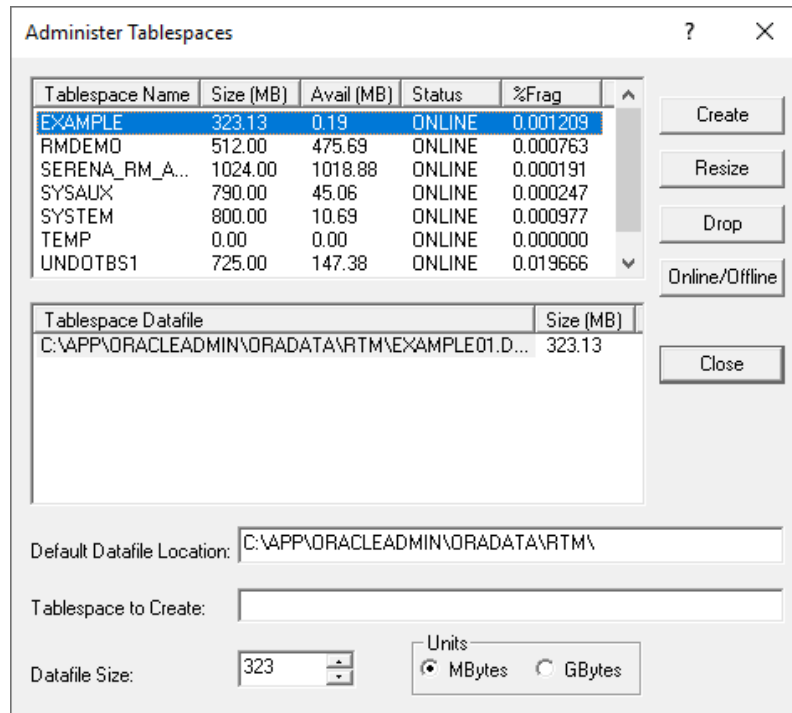 Administer Tablespaces ? X
Tablespace Name Size (MB) Avail (MB) Status %Frag
EXAMPLE 323.13 0.19 ONLINE 0.001209
RMDEMO 512.00 475.69 ONLINE 0.000763
SERENA_RM_A... 1024.00 1018.88 ONLINE 0.000191
SYSAUX 790.00 45.06 ONLINE 0.000247
SYSTEM 800.00 10.69 ONLINE 0.000977
TEMP 0.00 0.00 ONLINE 0.000000
UNDOTBS1 725.00 147.38 ONLINE 0.019666
Create
Resize
Drop
Online/Offline
Close
Tablespace Datafile Size (MB)
C:\APP\ORACLEADMIN\ORADATA\RTM\EXAMPLE01.D... 323.13
Default Datafile Location: C:\APP\ORACLEADMIN\ORADATA\RTM\
Tablespace to Create:
Datafile Size: 323
Units
MBytes GBytes